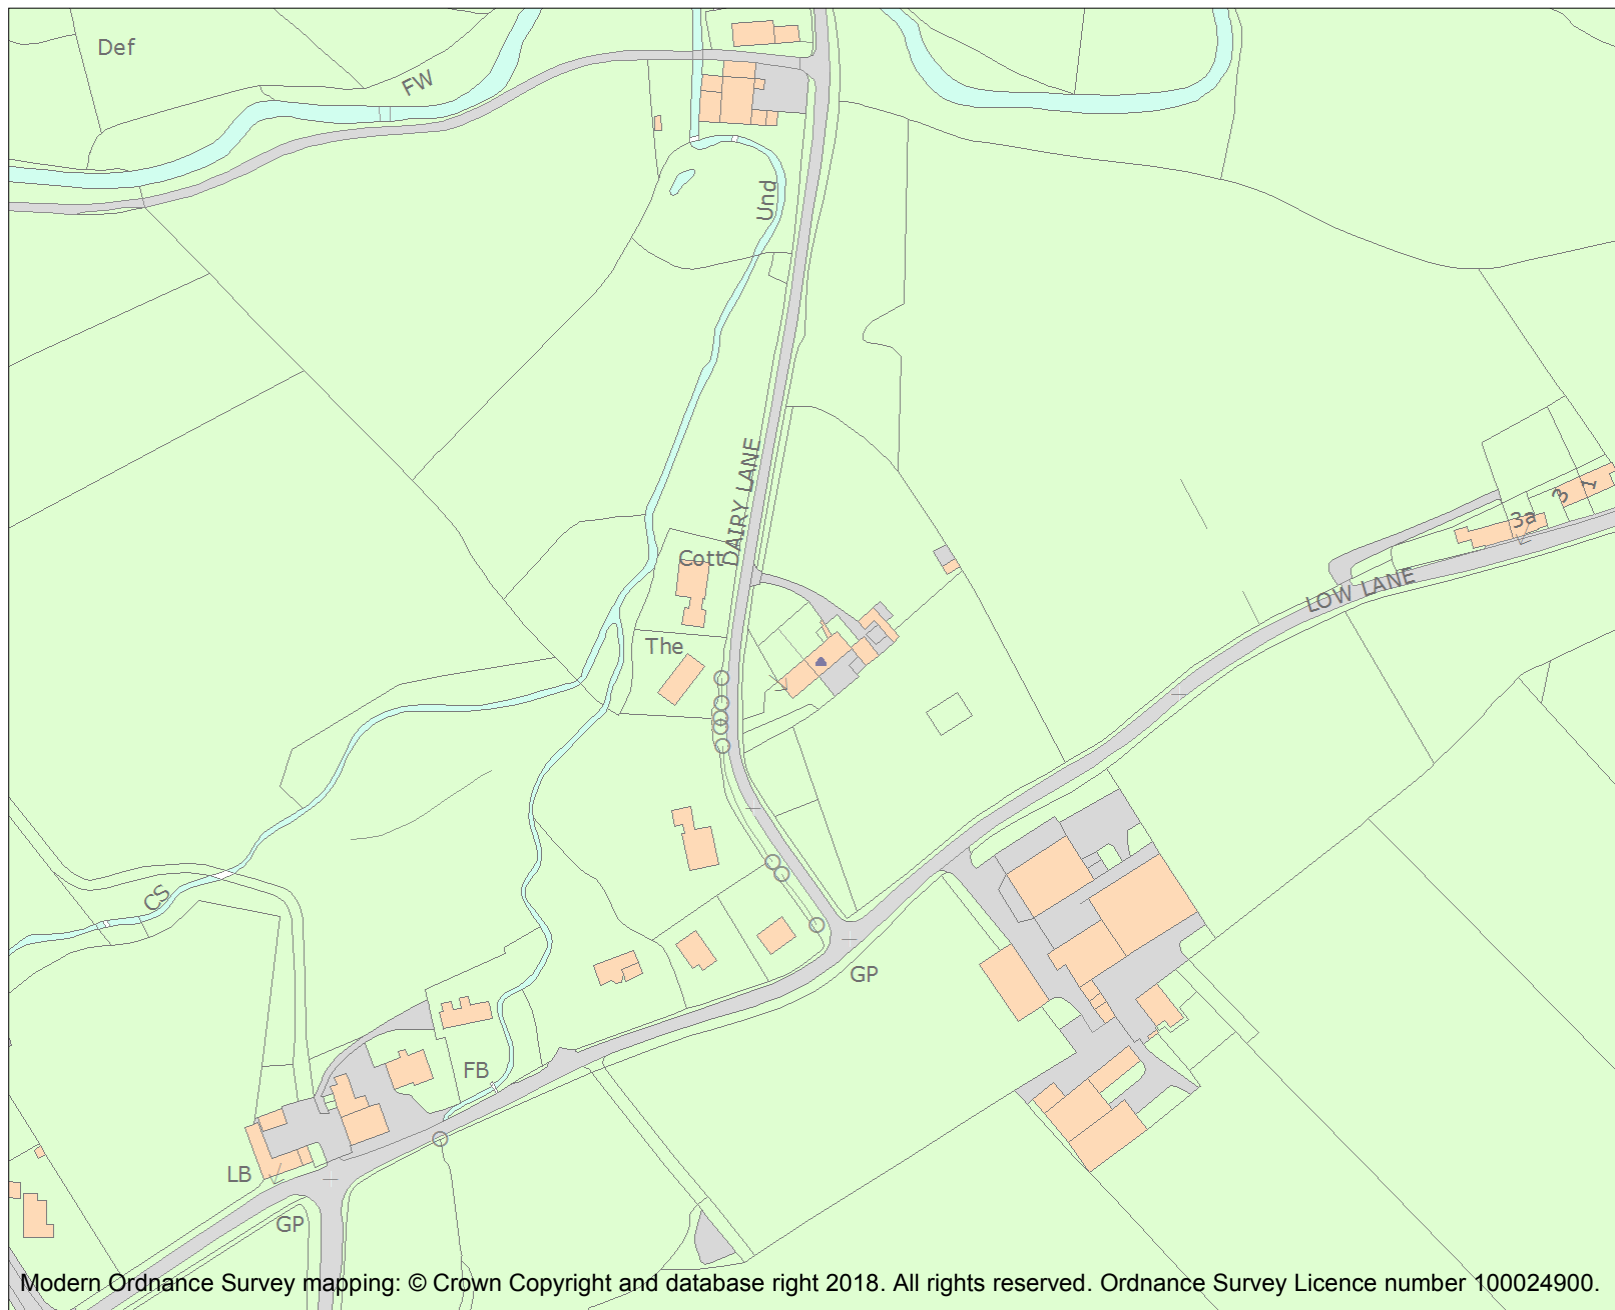 Def
FW
Und
DAIRY LANE
Cott
The
3
1
3a
LOW LANE
CS
GP
FB
LB
GP
Modern Ordnance Survey mapping: © Crown Copyright and database right 2018. All rights reserved. Ordnance Survey Licence number 100024900.